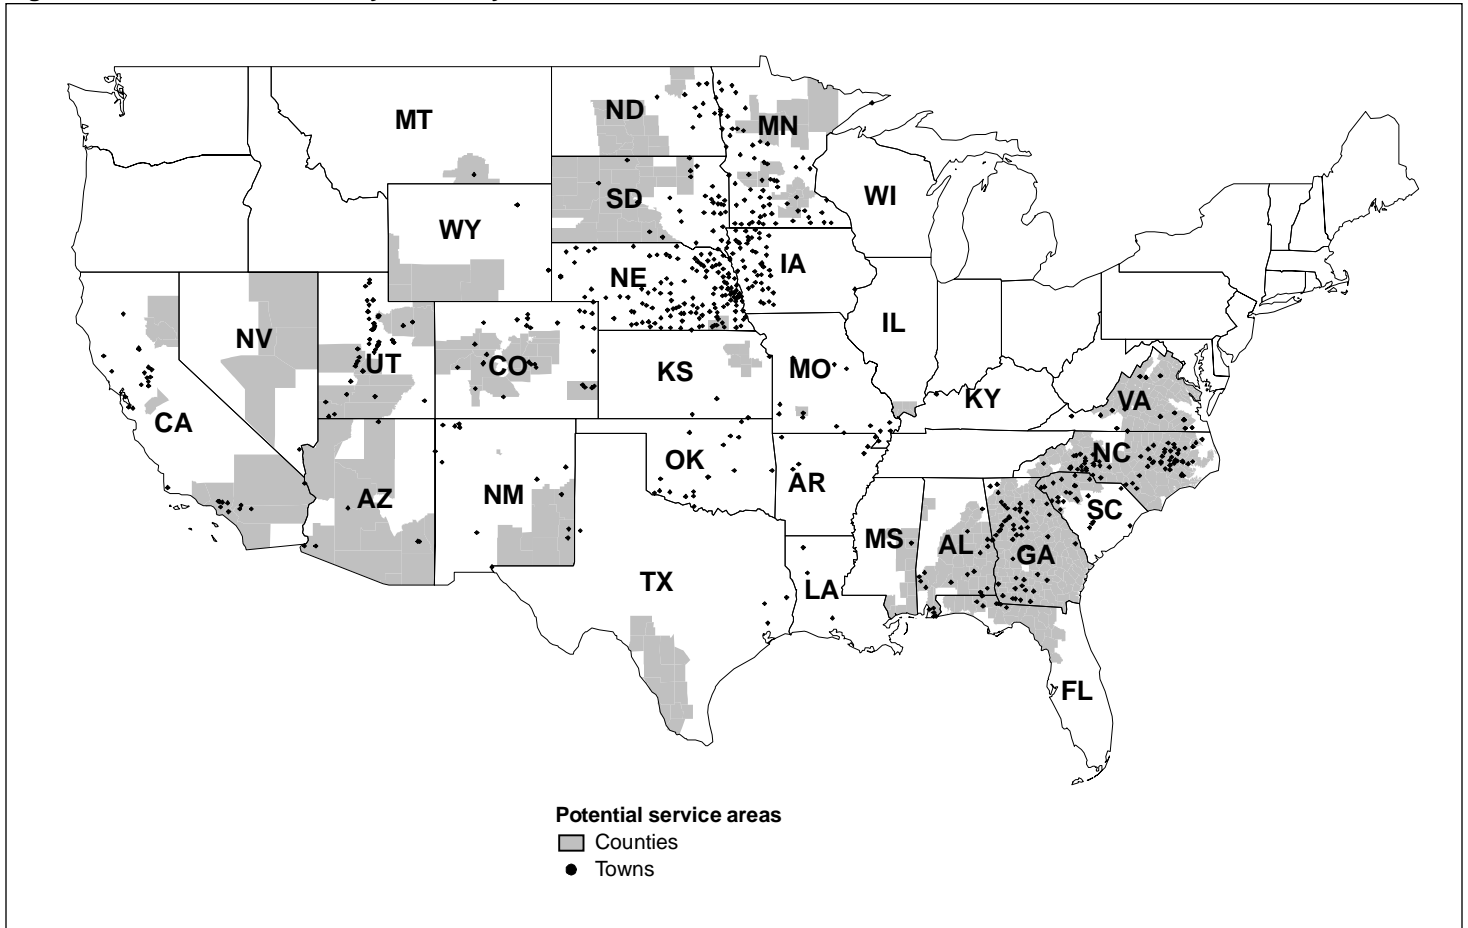 MT
ND
MN
WI
SD
WY
NE
IA
NV
UT
CO
KS
MO
IL
KY
VA
CA
OK
AR
NC
AZ
NM
SC
MS
AL
GA
TX
LA
FL
Potential service areas
Counties
Towns